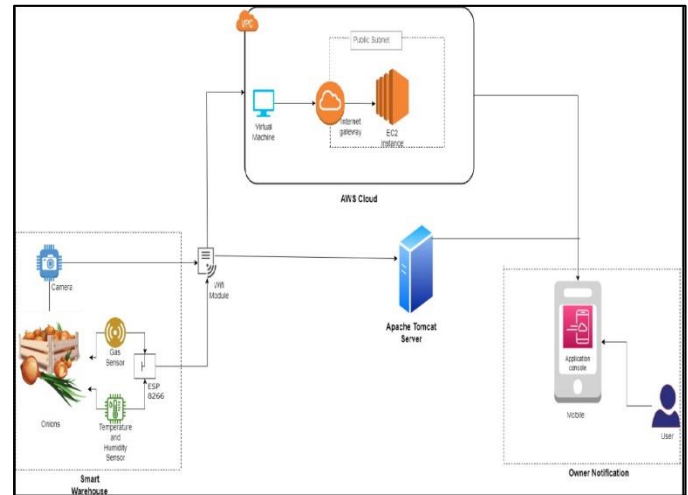 VPC
Public Subnet
Virtual
Machine
Internet
gateway
EC2
Instance
AWS Cloud
Camera
Wifi
Module
Gas
Sensor
ESP
8266
Onions
Temperature
and
Humidity
Sensor
Smart
Warehouse
Apache Tomcat
Server
Application
console
Mobile
User
Owner Notification